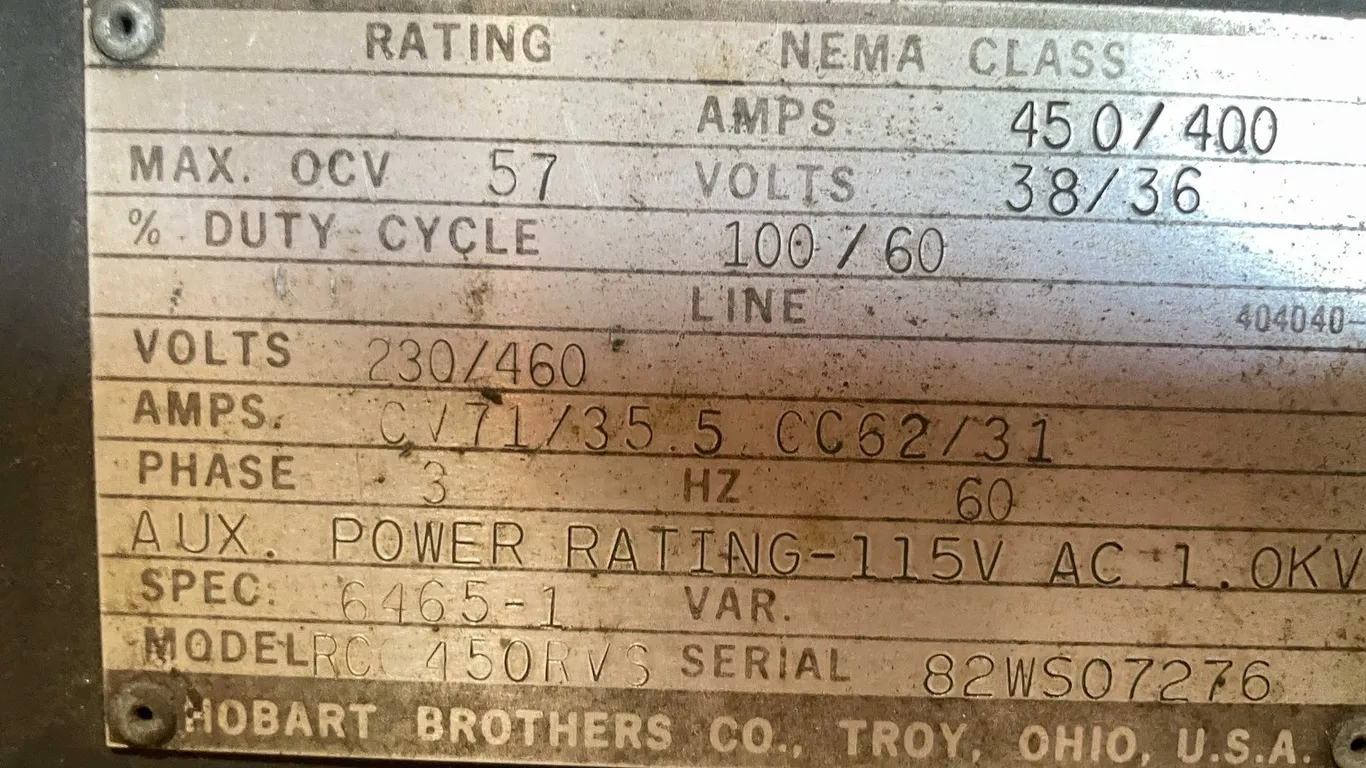 RATING NEMA CLASS
AMPS. 450/400
MAX. OCV 57 VOLTS 38/36
% DUTY CYCLE 100/60
LINE 404040-
VOLTS 230/460
AMPS. CV71/35.5 CC62/31
PHASE 3 HZ 60
AUX. POWER RATING-115V AC 1.0KV
SPEC. 6465-1 VAR.
MODEL 450RVS SERIAL 82WS07276
HOBART BROTHERS CO., TROY, OHIO, U.S.A.